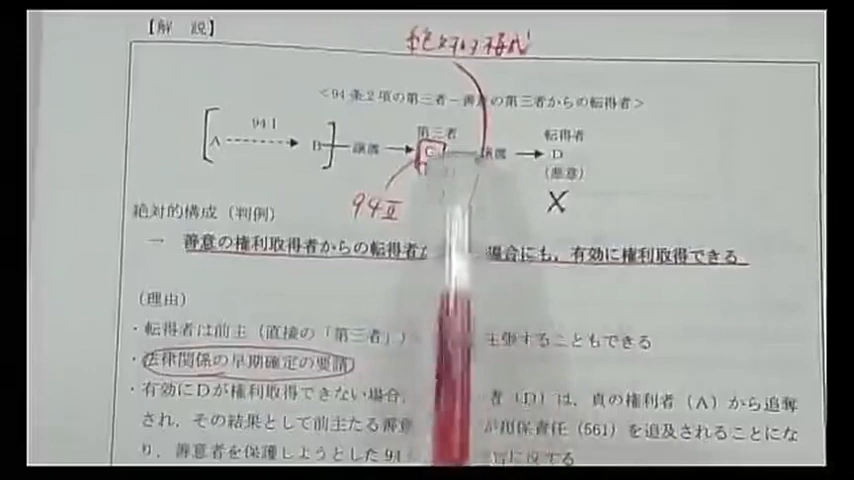 【解 説】
絶対的構成
<94条2項の第三者-善意の第三者からの転得者>
94 I
第三者
転得者
A B 譲渡 C 譲渡 D
(悪意)
94 II
×
絶対的構成(判例)
→ 善意の権利取得者からの転得者が 場合にも，有効に権利取得できる
(理由)
・転得者は前主(直接の「第三者」) 主張することもできる
・法律関係の早期確定の要請
・有効にDが権利取得できない場合， 者(D)は，真の権利者(A)から追奪
され，その結果として前主たる善意 が担保責任(561)を追及されることにな
り，善意者を保護しようとした94 旨に反する